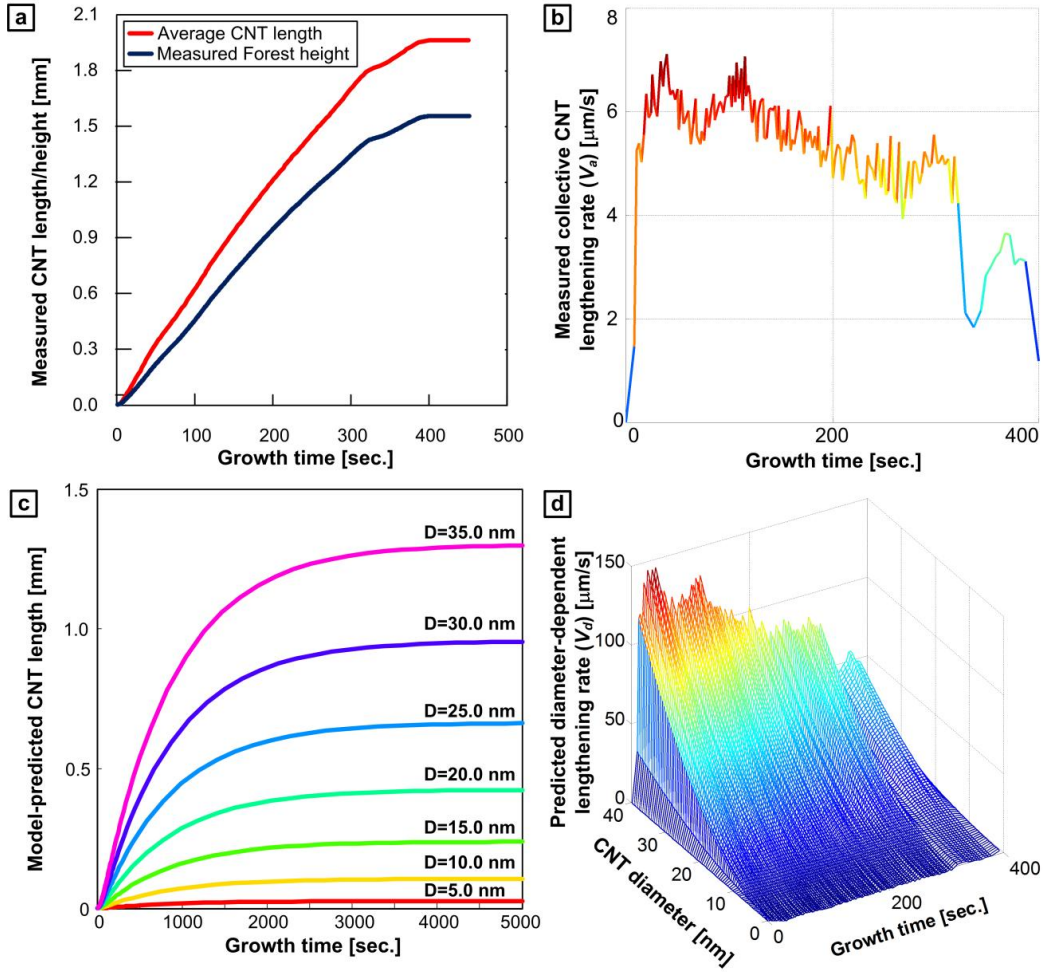 a
Measured CNT length/height [mm]
2.1
1.8
1.5
1.2
0.9
0.6
0.3
0.0
Average CNT length
Measured Forest height
0 100 200 300 400 500
Growth time [sec.]
b
Measured collective CNT
lengthening rate (Va) [μm/s]
8
6
4
2
0
0 200 400
Growth time [sec.]
c
Model-predicted CNT length [mm]
1.5
1.0
0.5
0
D=35.0 nm
D=30.0 nm
D=25.0 nm
D=20.0 nm
D=15.0 nm
D=10.0 nm
D=5.0 nm
0 1000 2000 3000 4000 5000
Growth time [sec.]
d
Predicted diameter-dependent
lengthening rate (Vd) [μm/s]
150
100
50
0
40
30
20
10
0
CNT diameter [nm]
0 200 400
Growth time [sec.]